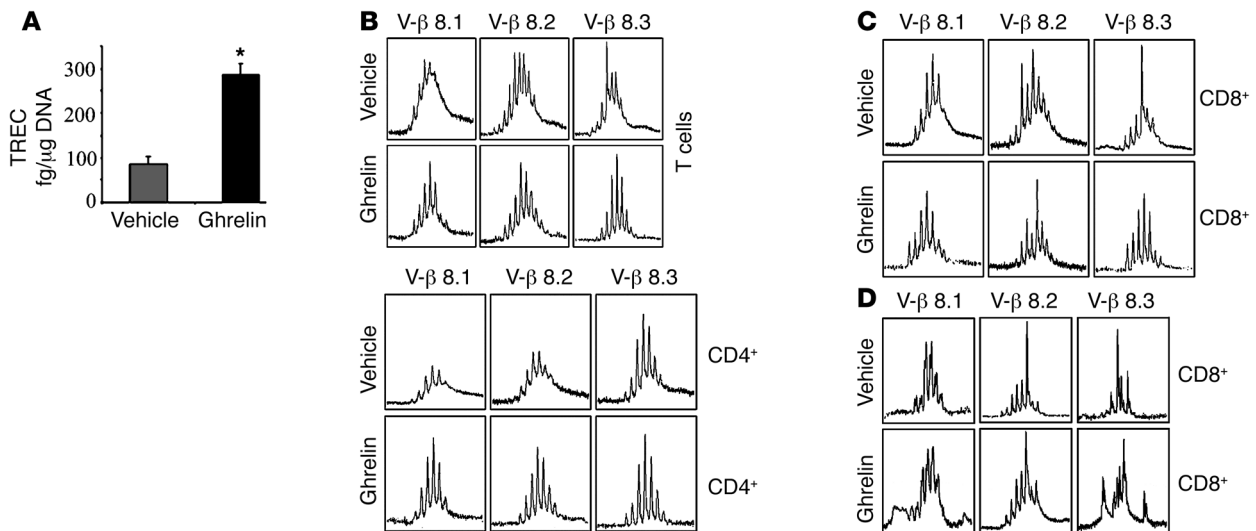 A
TREC
fg/μg DNA
300
200
100
0
*
Vehicle
Ghrelin
B
V-β 8.1
V-β 8.2
V-β 8.3
Vehicle
Ghrelin
T cells
V-β 8.1
V-β 8.2
V-β 8.3
Vehicle
CD4⁺
Ghrelin
CD4⁺
C
V-β 8.1
V-β 8.2
V-β 8.3
Vehicle
CD8⁺
Ghrelin
CD8⁺
D
V-β 8.1
V-β 8.2
V-β 8.3
Vehicle
CD8⁺
Ghrelin
CD8⁺